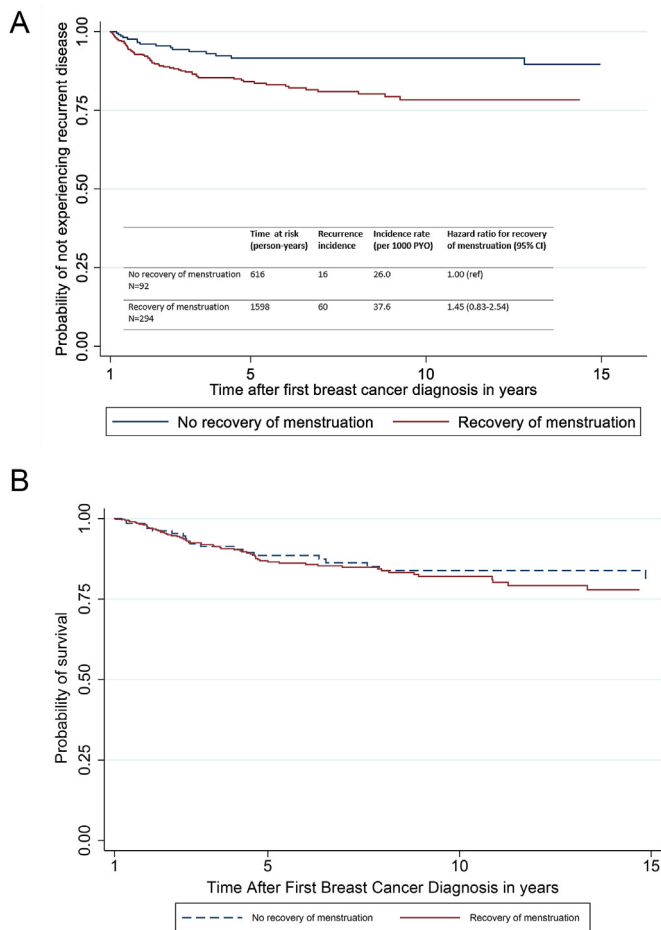 A
Probability of not experiencing recurrent disease
1.00
0.75
0.50
0.25
0.00
Time at risk (person-years)
Recurrence incidence
Incidence rate (per 1000 PYO)
Hazard ratio for recovery of menstruation (95% CI)
No recovery of menstruation N=92
616
16
26.0
1.00 (ref)
Recovery of menstruation N=294
1598
60
37.6
1.45 (0.83-2.54)
1 5 10 15
Time after first breast cancer diagnosis in years
No recovery of menstruation Recovery of menstruation
B
Probability of survival
1.00
0.75
0.50
0.25
0.00
1 5 10 15
Time After First Breast Cancer Diagnosis in years
No recovery of menstruation Recovery of menstruation